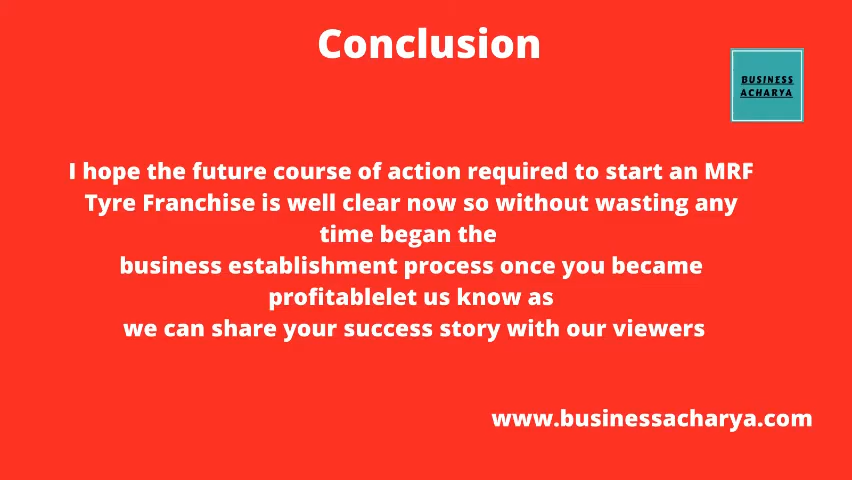 Conclusion
BUSINESS
ACHARYA
I hope the future course of action required to start an MRF
Tyre Franchise is well clear now so without wasting any
time began the
business establishment process once you became
profitablelet us know as
we can share your success story with our viewers
www.businessacharya.com